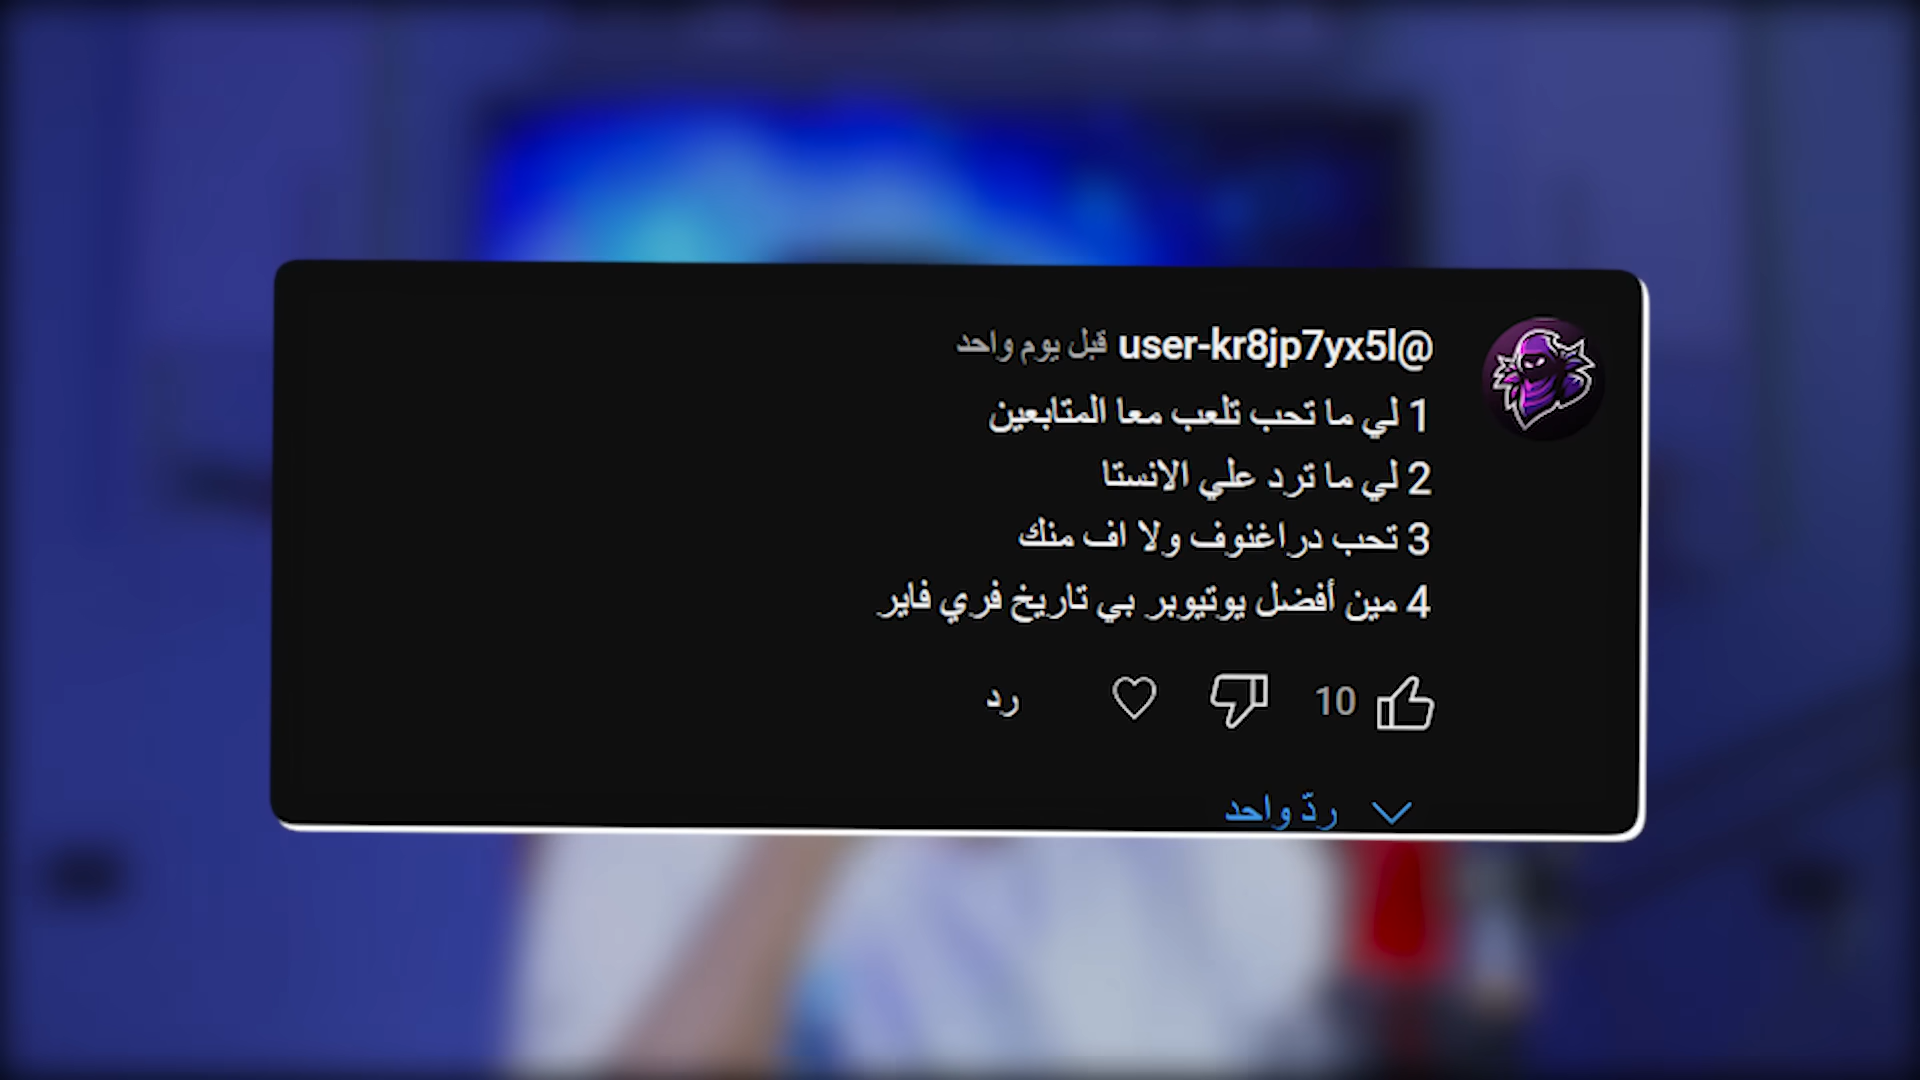 @user-kr8jp7yx5l قبل يوم واحد
1 لي ما تحب تلعب معا المتابعين
2 لي ما ترد علي الانستا
3 تحب دراغنوف ولا اف منك
4 مين أفضل يوتيوبر بي تاريخ فري فاير
10 رد
ردّ واحد